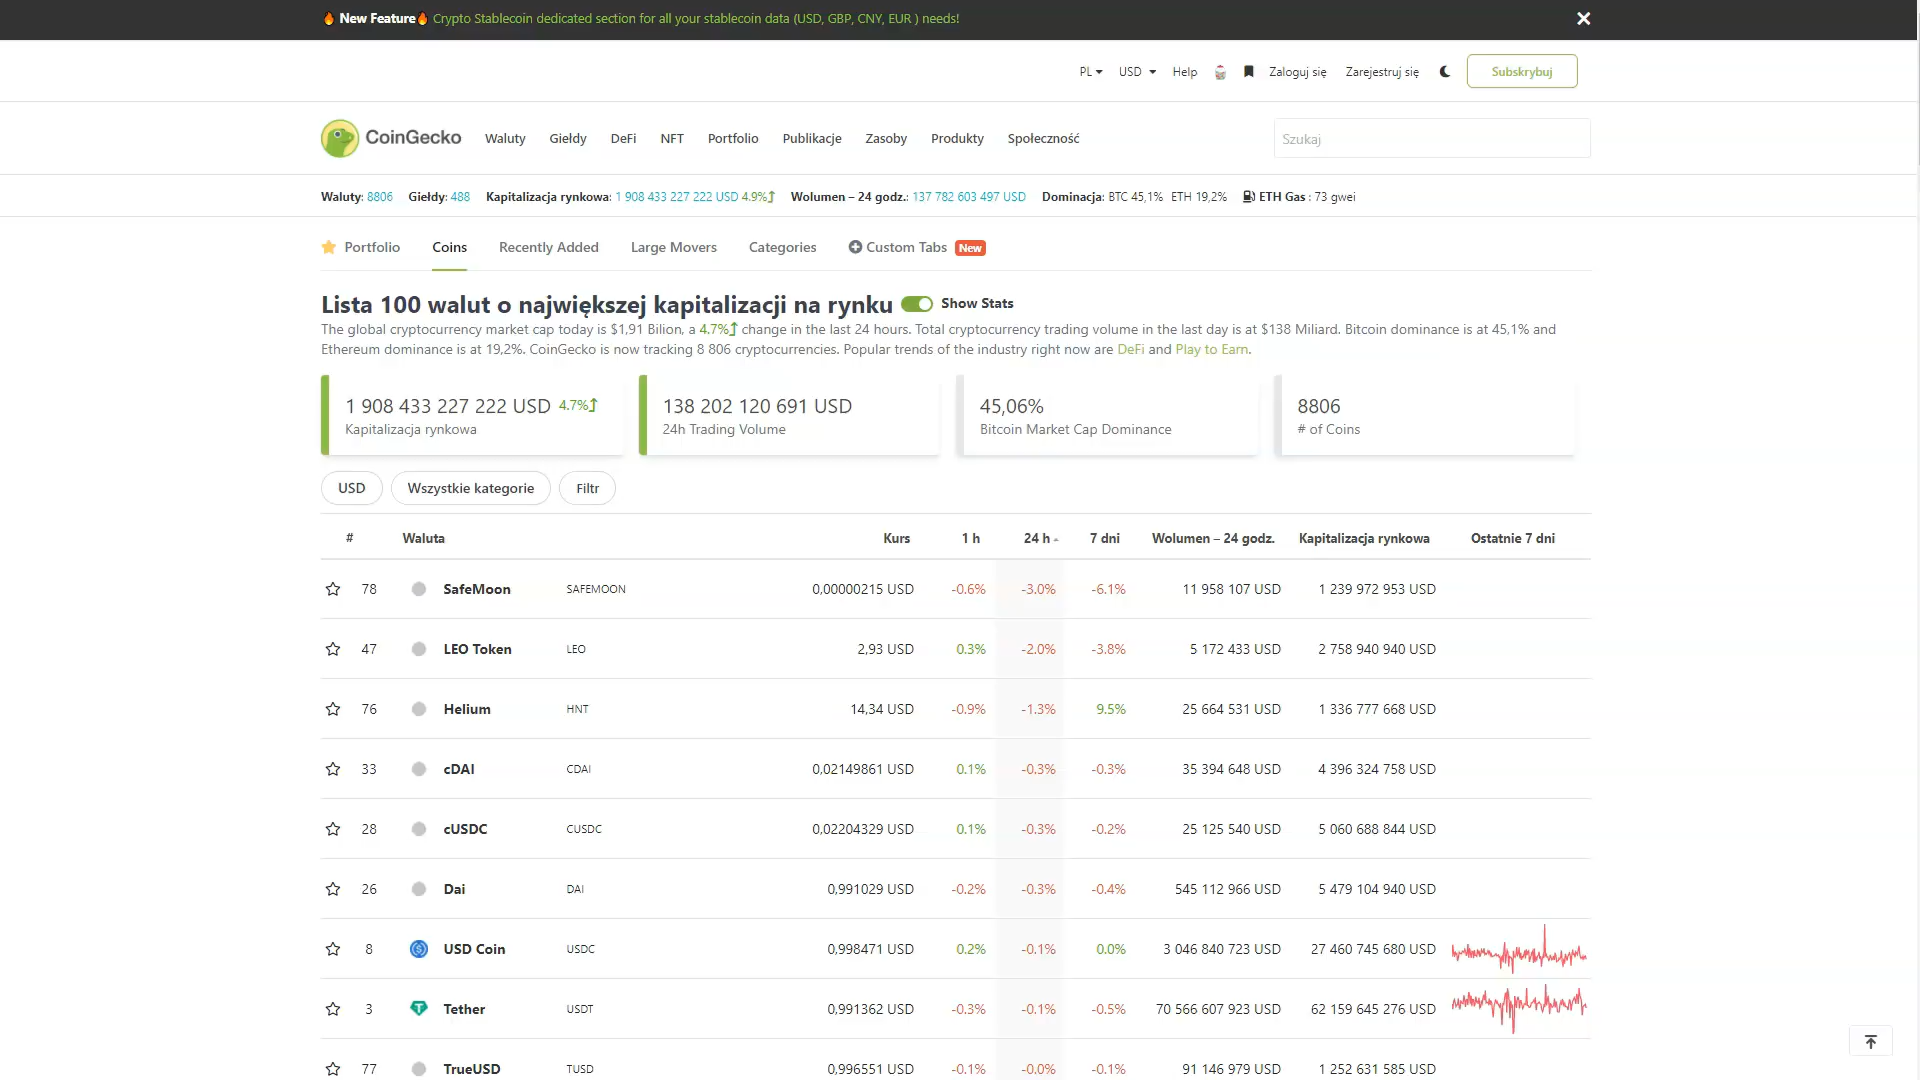 New Feature Crypto Stablecoin dedicated section for all your stablecoin data (USD, GBP, CNY, EUR ) needs!
PL USD Help Zaloguj się Zarejestruj się Subskrybuj
CoinGecko Waluty Giełdy DeFi NFT Portfolio Publikacje Zasoby Produkty Społeczność Szukaj
Waluty: 8806 Giełdy: 488 Kapitalizacja rynkowa: 1 908 433 227 222 USD 4.9% Wolumen – 24 godz.: 137 782 603 497 USD Dominacja: BTC 45,1% ETH 19,2% ETH Gas : 73 gwei
Portfolio Coins Recently Added Large Movers Categories Custom Tabs New
Lista 100 walut o największej kapitalizacji na rynku Show Stats
The global cryptocurrency market cap today is $1,91 Bilion, a 4.7% change in the last 24 hours. Total cryptocurrency trading volume in the last day is at $138 Miliard. Bitcoin dominance is at 45,1% and
Ethereum dominance is at 19,2%. CoinGecko is now tracking 8 806 cryptocurrencies. Popular trends of the industry right now are DeFi and Play to Earn.
1 908 433 227 222 USD 4.7% 138 202 120 691 USD 45,06% 8806
Kapitalizacja rynkowa 24h Trading Volume Bitcoin Market Cap Dominance # of Coins
USD Wszystkie kategorie Filtr
# Waluta Kurs 1 h 24 h 7 dni Wolumen – 24 godz. Kapitalizacja rynkowa Ostatnie 7 dni
78 SafeMoon SAFEMOON 0,00000215 USD -0.6% -3.0% -6.1% 11 958 107 USD 1 239 972 953 USD
47 LEO Token LEO 2,93 USD 0.3% -2.0% -3.8% 5 172 433 USD 2 758 940 940 USD
76 Helium HNT 14,34 USD -0.9% -1.3% 9.5% 25 664 531 USD 1 336 777 668 USD
33 cDAI CDAI 0,02149861 USD 0.1% -0.3% -0.3% 35 394 648 USD 4 396 324 758 USD
28 cUSDC CUSDC 0,02204329 USD 0.1% -0.3% -0.2% 25 125 540 USD 5 060 688 844 USD
26 Dai DAI 0,991029 USD -0.2% -0.3% -0.4% 545 112 966 USD 5 479 104 940 USD
8 USD Coin USDC 0,998471 USD 0.2% -0.1% 0.0% 3 046 840 723 USD 27 460 745 680 USD
3 Tether USDT 0,991362 USD -0.3% -0.1% -0.5% 70 566 607 923 USD 62 159 645 276 USD
77 TrueUSD TUSD 0,996551 USD -0.1% -0.0% -0.1% 91 146 979 USD 1 252 631 585 USD